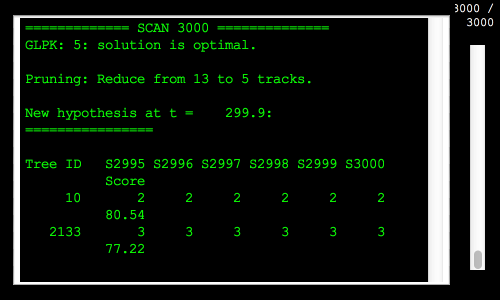 ============= SCAN 3000 ==============
GLPK: 5: solution is optimal.
Pruning: Reduce from 13 to 5 tracks.
New hypothesis at t =    299.9:
================
Tree ID   S2995 S2996 S2997 S2998 S2999 S3000
Score
10 2 2 2 2 2 2
80.54
2133 3 3 3 3 3 3
77.22
3000 /
3000